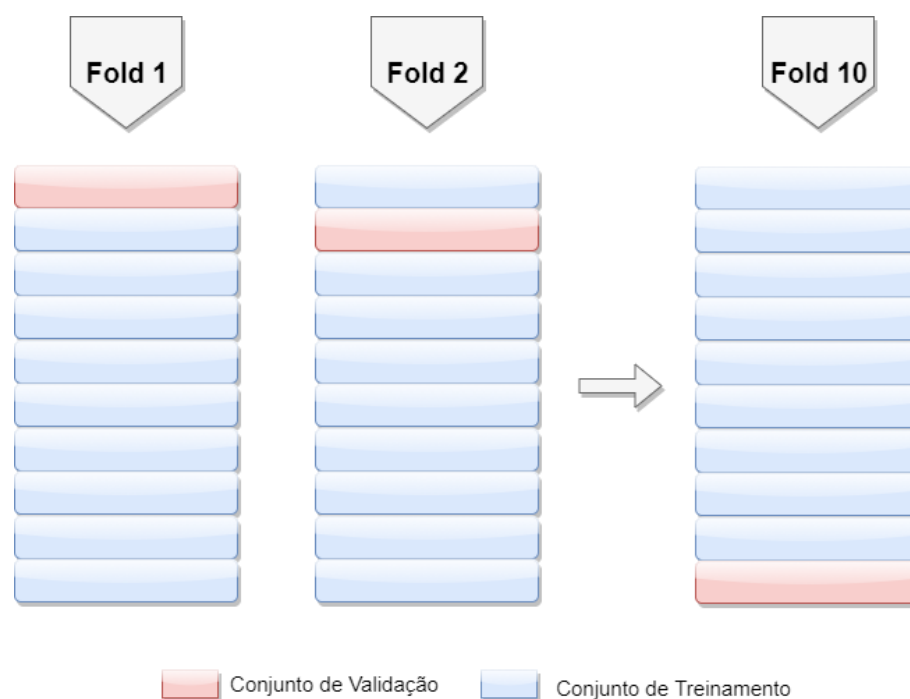 Fold 1
Fold 2
Fold 10
Conjunto de Validação
Conjunto de Treinamento